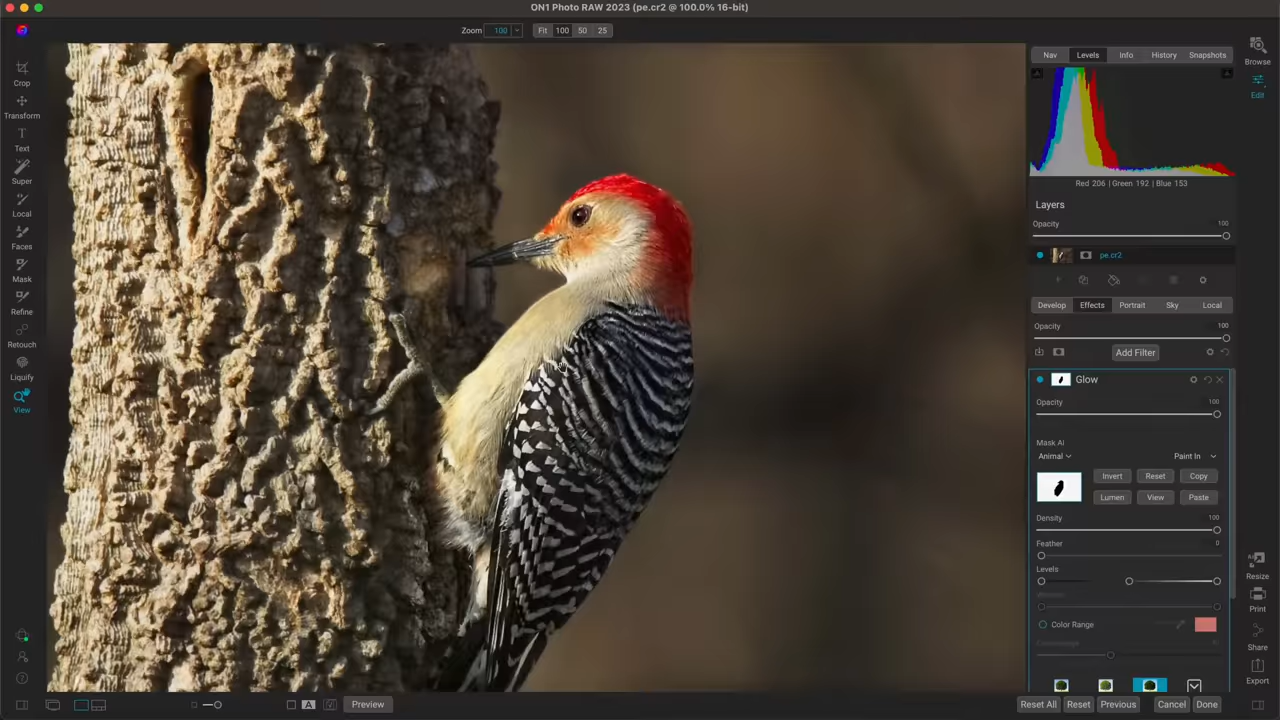 ON1 Photo RAW 2023 (pe.cr2 @ 100.0% 16-bit)
Zoom 100 Fit 100 50 25
Crop
Transform
Text
Super
Local
Faces
Mask
Refine
Retouch
Liquify
View
Nav Levels Info History Snapshots
Red 206 | Green 192 | Blue 153
Layers
Opacity 100
pe.cr2
Develop Effects Portrait Sky Local
Opacity 100
Add Filter
Glow
Opacity 100
Mask AI
Animal Paint In
Invert Reset Copy
Lumen View Paste
Density 100
Feather 0
Levels
Color Range
Browse
Edit
Resize
Print
Share
Export
A Preview
Reset All Reset Previous Cancel Done